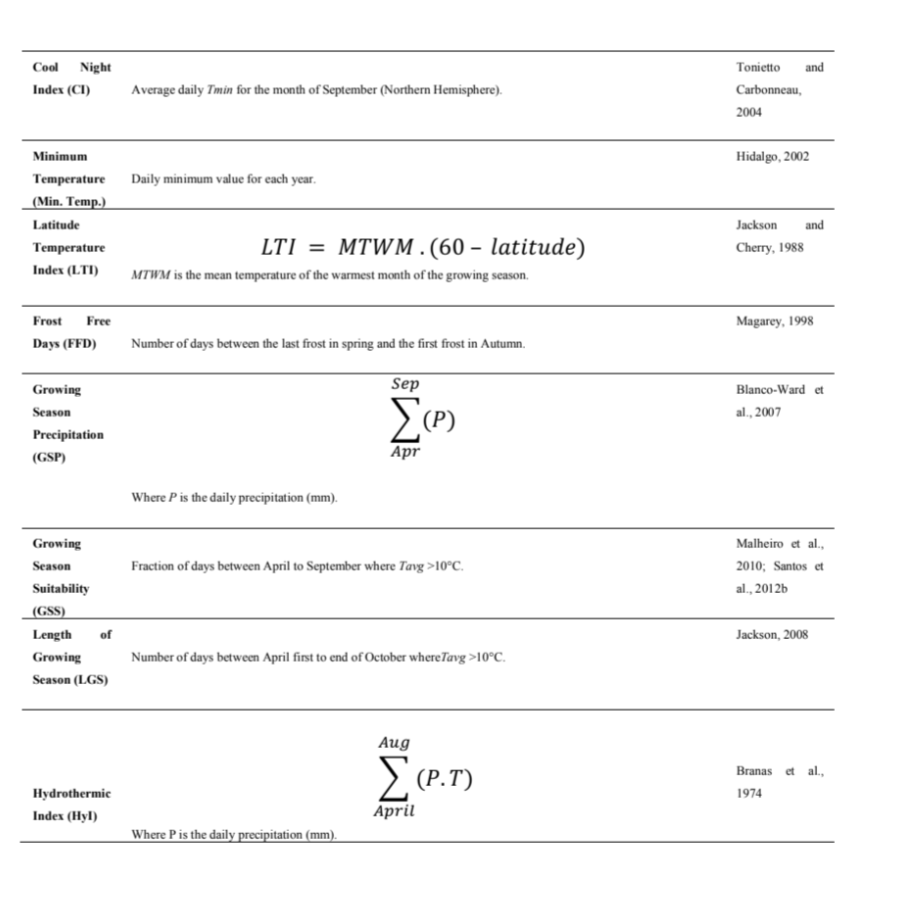 Cool Night
Index (CI)
Average daily Tmin for the month of September (Northern Hemisphere).
Tonietto and
Carbonneau,
2004
Minimum
Temperature
(Min. Temp.)
Daily minimum value for each year.
Hidalgo, 2002
Latitude
Temperature
Index (LTI)
LTI = MTWM . (60 – latitude)
MTWM is the mean temperature of the warmest month of the growing season.
Jackson and
Cherry, 1988
Frost Free
Days (FFD)
Number of days between the last frost in spring and the first frost in Autumn.
Magarey, 1998
Growing
Season
Precipitation
(GSP)
Sep
∑(P)
Apr
Where P is the daily precipitation (mm).
Blanco-Ward et
al., 2007
Growing
Season
Suitability
(GSS)
Fraction of days between April to September where Tavg >10°C.
Malheiro et al.,
2010; Santos et
al., 2012b
Length of
Growing
Season (LGS)
Number of days between April first to end of October whereTavg >10°C.
Jackson, 2008
Hydrothermic
Index (HyI)
Aug
∑(P.T)
April
Where P is the daily precipitation (mm).
Branas et al.,
1974